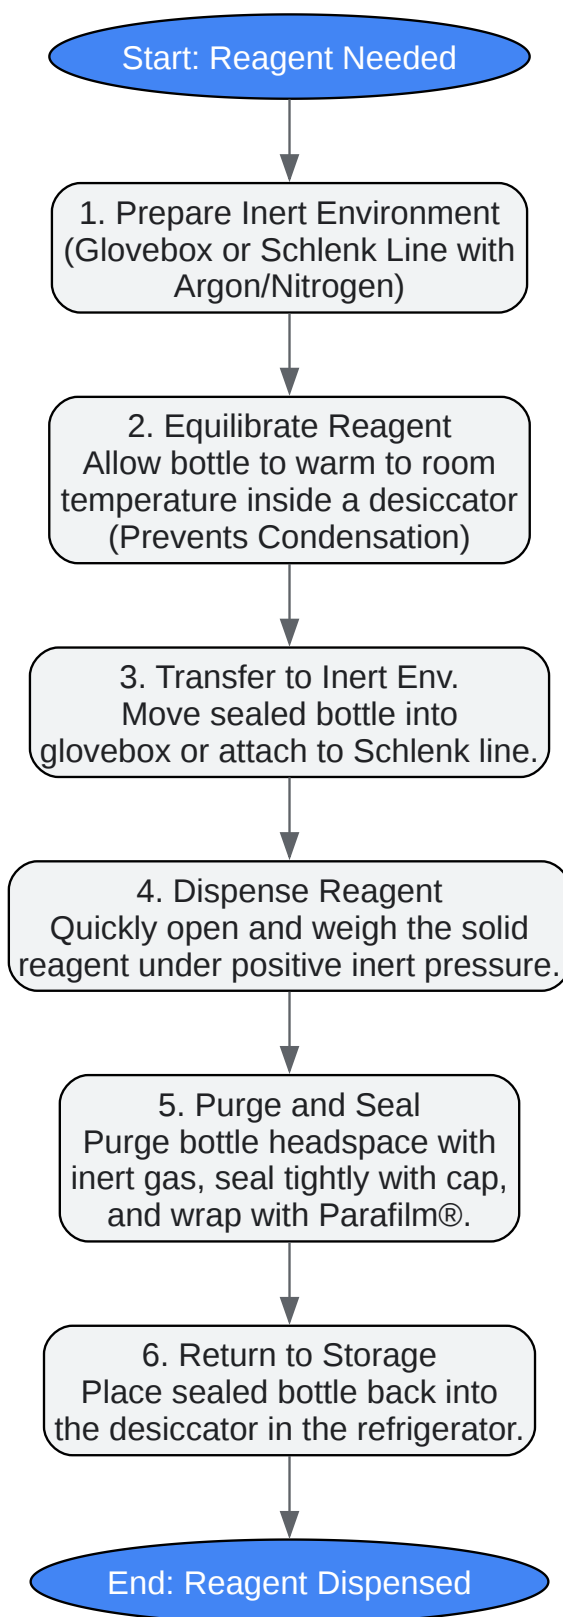 Start: Reagent Needed
1. Prepare Inert Environment
(Glovebox or Schlenk Line with
Argon/Nitrogen)
2. Equilibrate Reagent
Allow bottle to warm to room
temperature inside a desiccator
(Prevents Condensation)
3. Transfer to Inert Env.
Move sealed bottle into
glovebox or attach to Schlenk line.
4. Dispense Reagent
Quickly open and weigh the solid
reagent under positive inert pressure.
5. Purge and Seal
Purge bottle headspace with
inert gas, seal tightly with cap,
and wrap with Parafilm®.
6. Return to Storage
Place sealed bottle back into
the desiccator in the refrigerator.
End: Reagent Dispensed